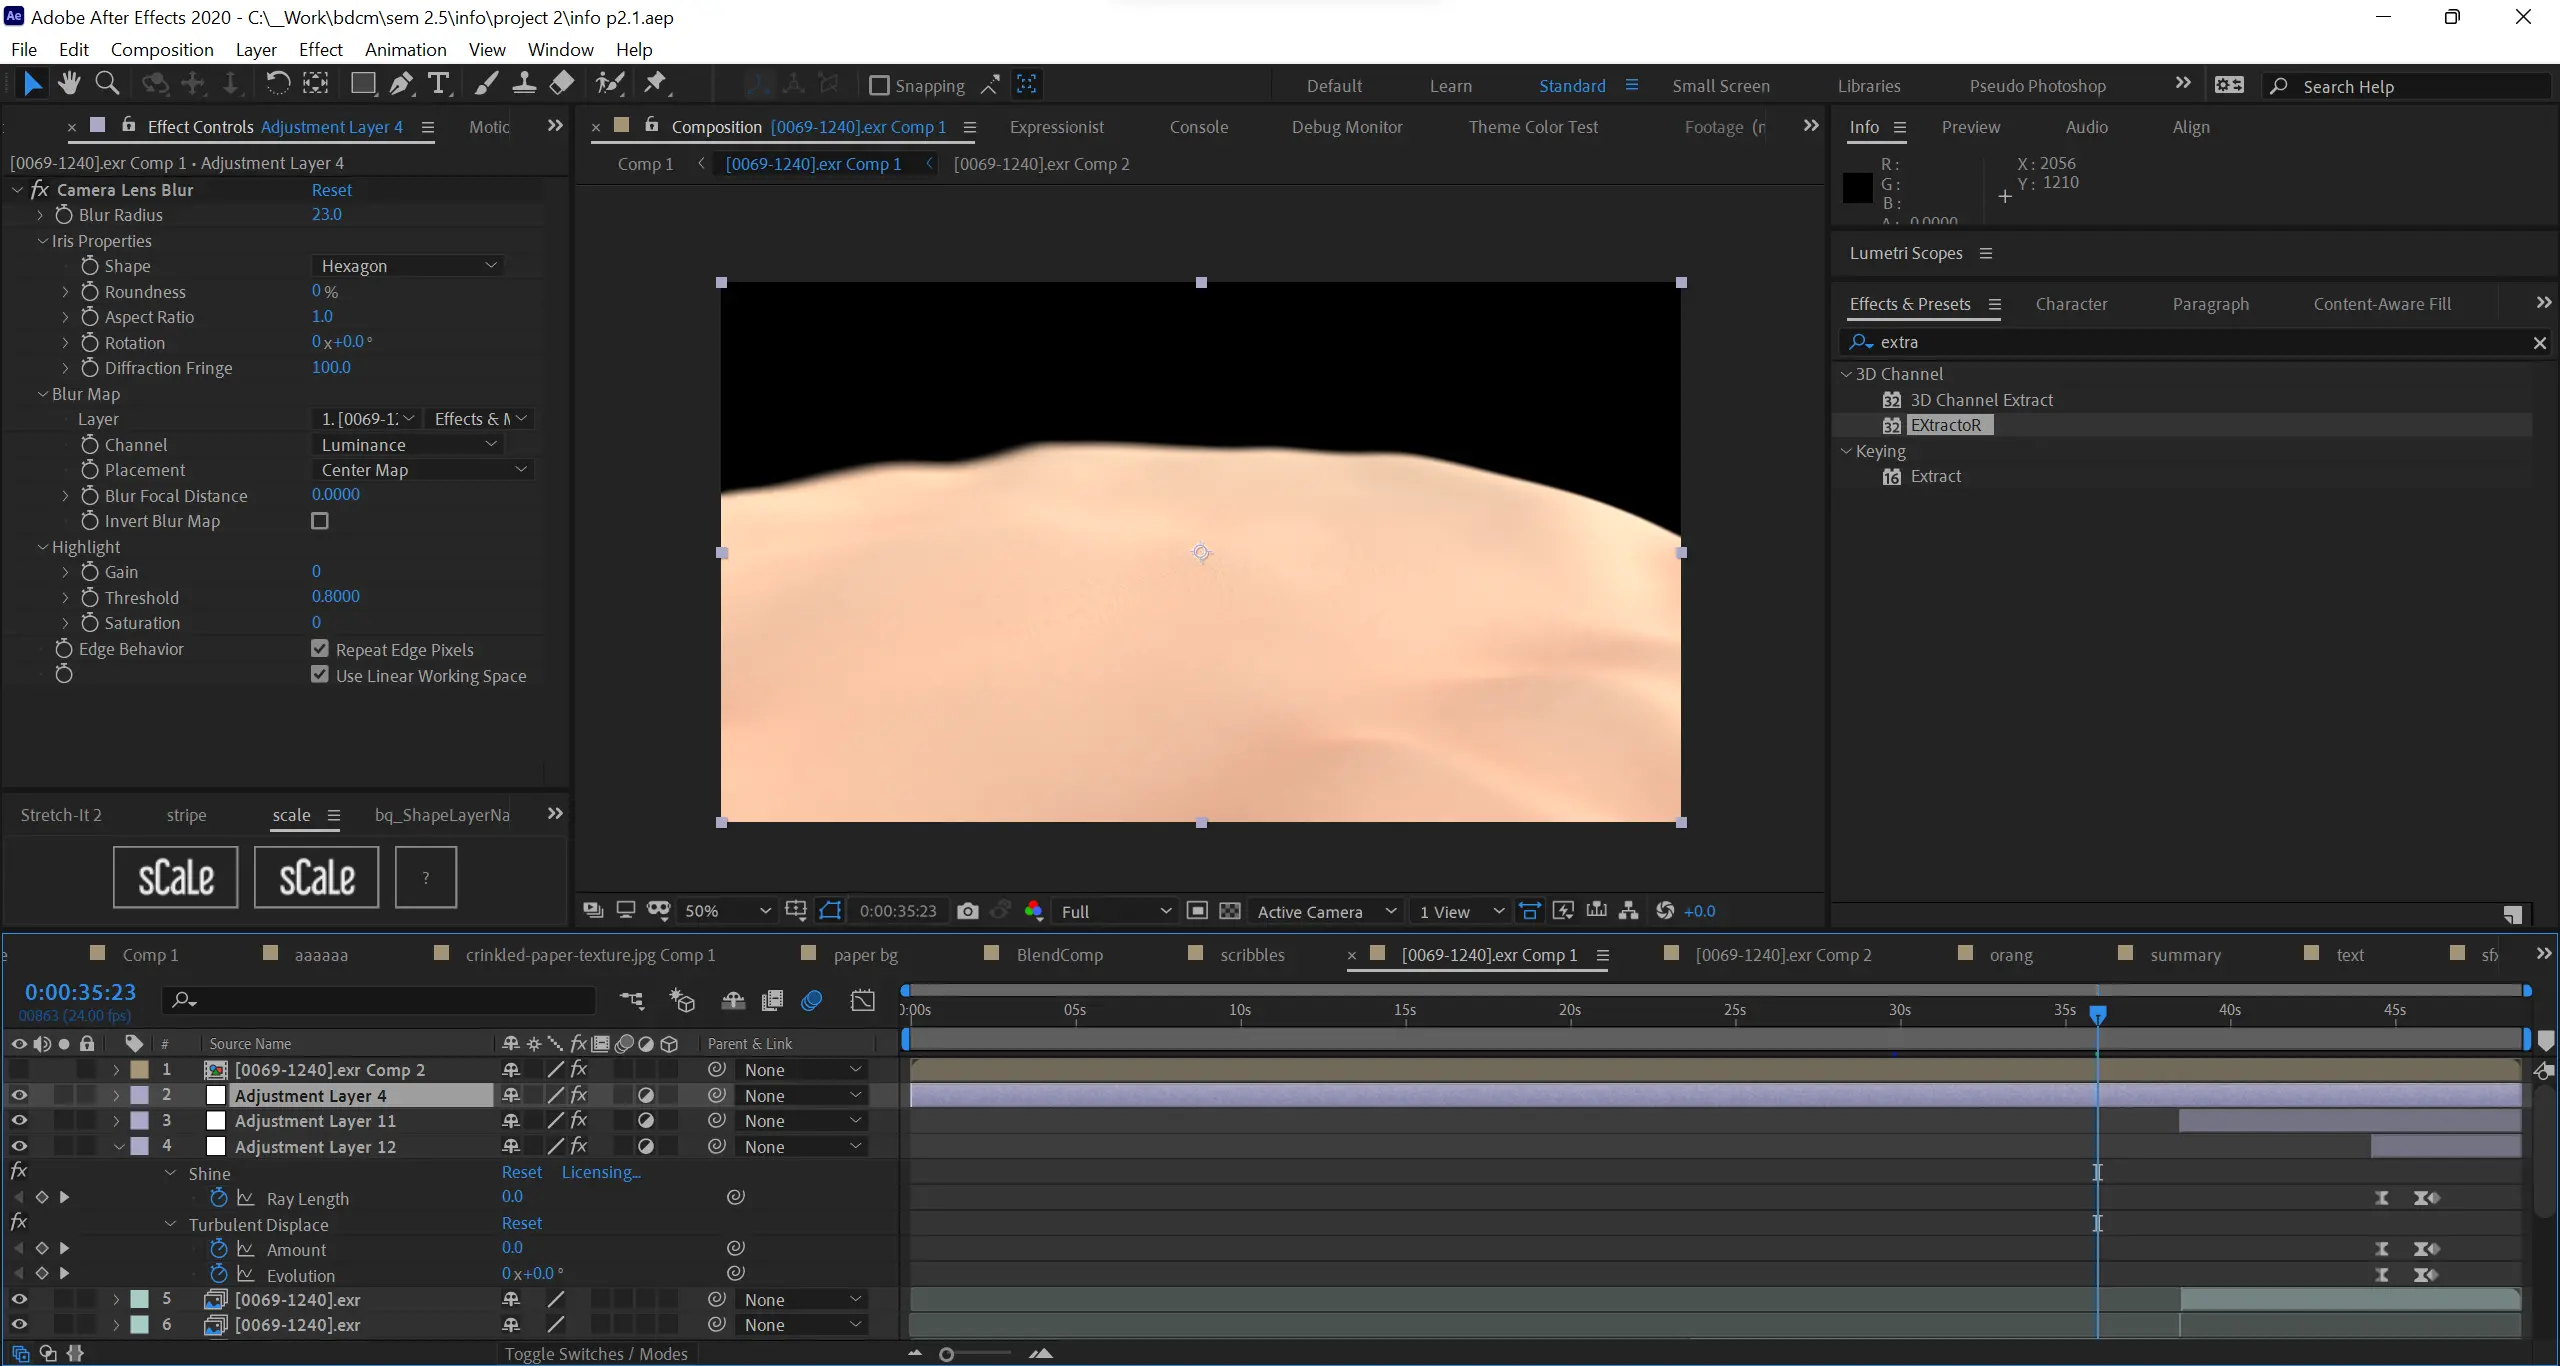 Ae Adobe After Effects 2020 - C:\__Work\bdcm\sem 2.5\info\project 2\info p2.1.aep
File Edit Composition Layer Effect Animation View Window Help
Snapping
Default Learn Standard Small Screen Libraries Pseudo Photoshop
Search Help
Effect Controls Adjustment Layer 4
[0069-1240].exr Comp 1 • Adjustment Layer 4
fx Camera Lens Blur Reset
Blur Radius 23.0
Iris Properties
Shape Hexagon
Roundness 0 %
Aspect Ratio 1.0
Rotation 0x+0.0°
Diffraction Fringe 100.0
Blur Map
Layer 1. [0069-1: Effects &
Channel Luminance
Placement Center Map
Blur Focal Distance 0.0000
Invert Blur Map
Highlight
Gain 0
Threshold 0.8000
Saturation 0
Edge Behavior Repeat Edge Pixels
Use Linear Working Space
Stretch-It 2 stripe scale bq_ShapeLayerNa
sCaLe sCaLe ?
Composition [0069-1240].exr Comp 1 Expressionist Console Debug Monitor Theme Color Test Footage
Comp 1 [0069-1240].exr Comp 1 [0069-1240].exr Comp 2
50% 0:00:35:23 Full Active Camera 1 View +0.0
Info Preview Audio Align
R: X: 2056
G: Y: 1210
B:
A: 0.0000
Lumetri Scopes
Effects & Presets Character Paragraph Content-Aware Fill
extra
3D Channel
32 3D Channel Extract
32 EXtractoR
Keying
16 Extract
Comp 1 aaaaaa crinkled-paper-texture.jpg Comp 1 paper bg BlendComp scribbles [0069-1240].exr Comp 1 [0069-1240].exr Comp 2 orang summary text
0:00:35:23
00863 (24.00 fps)
:00s 05s 10s 15s 20s 25s 30s 35s 40s 45s
# Source Name fx Parent & Link
1 [0069-1240].exr Comp 2 fx None
2 Adjustment Layer 4 fx None
3 Adjustment Layer 11 fx None
4 Adjustment Layer 12 fx None
fx Shine Reset Licensing...
Ray Length 0.0
fx Turbulent Displace Reset
Amount 0.0
Evolution 0x+0.0°
5 [0069-1240].exr None
6 [0069-1240].exr None
Toggle Switches / Modes